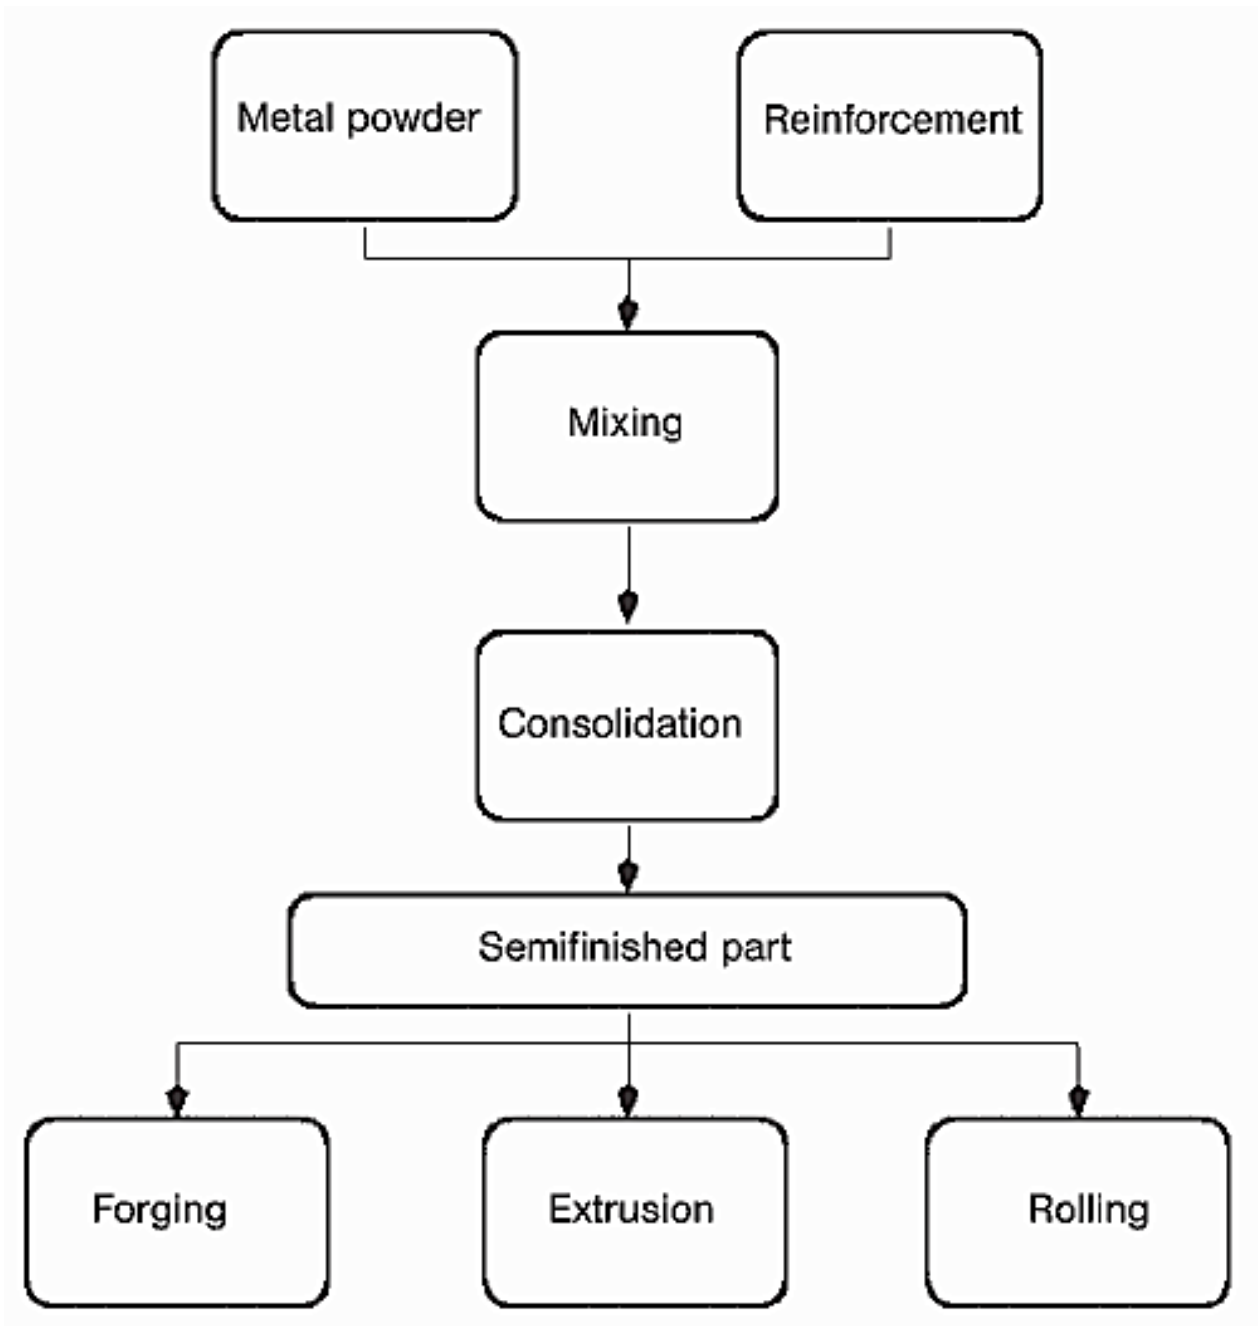 Metal powder
Reinforcement
Mixing
Consolidation
Semifinished part
Forging
Extrusion
Rolling